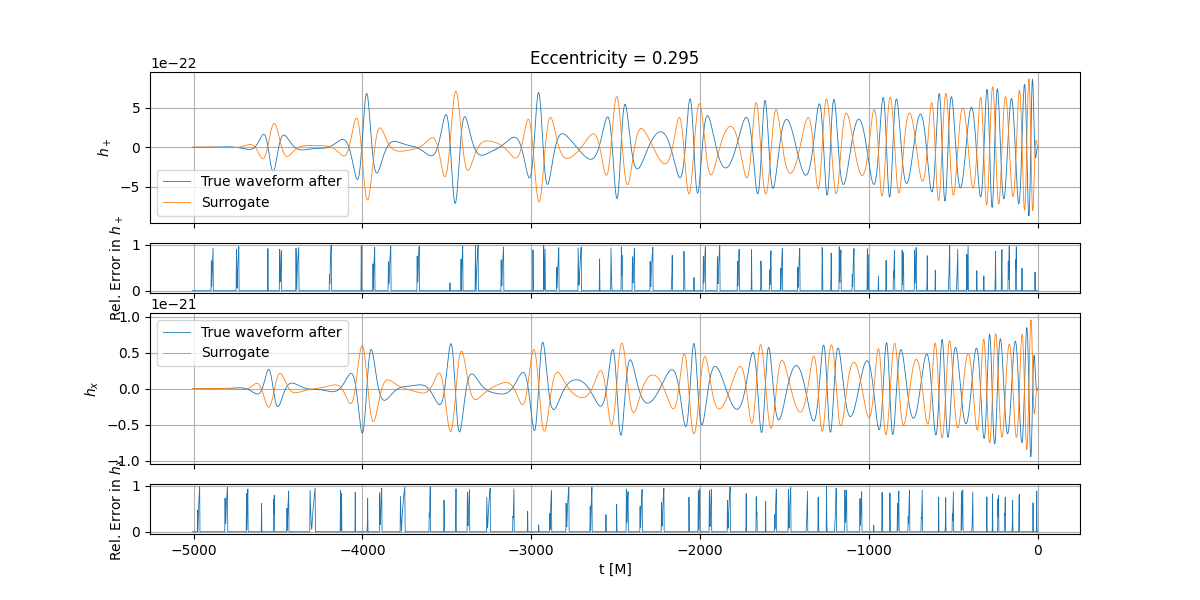 Eccentricity = 0.295
1e−22
5
0
−5
h+
True waveform after
Surrogate
1
0
Rel. Error in h+
1e−21
1.0
0.5
0.0
−0.5
−1.0
hx
True waveform after
Surrogate
1
0
Rel. Error in hx
−5000
−4000
−3000
−2000
−1000
0
t [M]